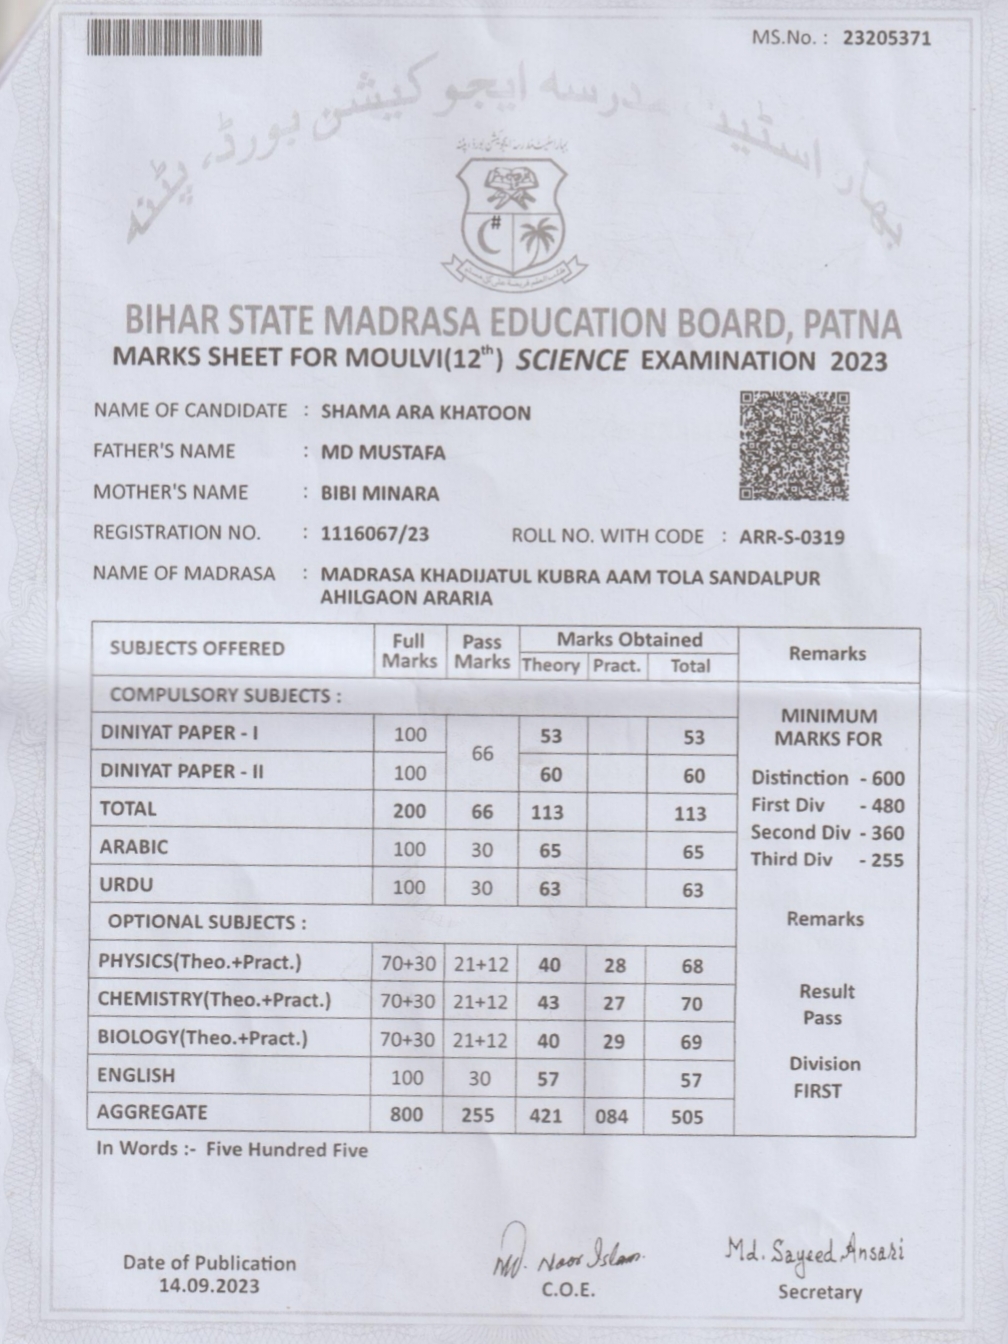 MS.No. : 23205371
بہار اسٹیٹ مدرسہ ایجوکیشن بورڈ، پٹنہ
BIHAR STATE MADRASA EDUCATION BOARD, PATNA
MARKS SHEET FOR MOULVI(12th) SCIENCE EXAMINATION 2023
NAME OF CANDIDATE : SHAMA ARA KHATOON
FATHER'S NAME : MD MUSTAFA
MOTHER'S NAME : BIBI MINARA
REGISTRATION NO. : 1116067/23 ROLL NO. WITH CODE : ARR-S-0319
NAME OF MADRASA : MADRASA KHADIJATUL KUBRA AAM TOLA SANDALPUR
AHILGAON ARARIA
SUBJECTS OFFERED Full Marks Pass Marks Marks Obtained Remarks
Theory Pract. Total
COMPULSORY SUBJECTS :
MINIMUM
MARKS FOR
DINIYAT PAPER - I 100 66 53 53
DINIYAT PAPER - II 100 60 60 Distinction - 600
TOTAL 200 66 113 113 First Div - 480
Second Div - 360
ARABIC 100 30 65 65 Third Div - 255
URDU 100 30 63 63
OPTIONAL SUBJECTS : Remarks
PHYSICS(Theo.+Pract.) 70+30 21+12 40 28 68
CHEMISTRY(Theo.+Pract.) 70+30 21+12 43 27 70 Result
Pass
BIOLOGY(Theo.+Pract.) 70+30 21+12 40 29 69
ENGLISH 100 30 57 57 Division
FIRST
AGGREGATE 800 255 421 084 505
In Words :- Five Hundred Five
Md. Noor Islam
Md. Sayeed Ansari
Date of Publication
14.09.2023
C.O.E.
Secretary